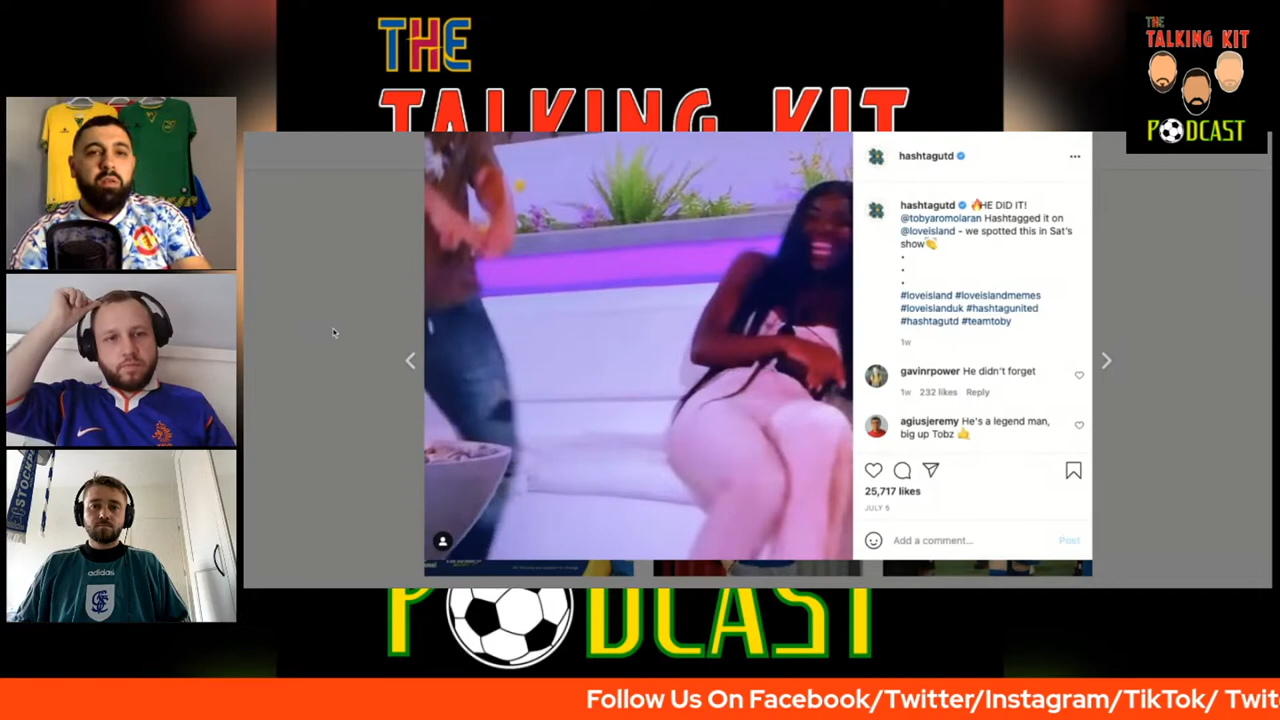 THE
TALKING KIT
PODCAST
THE
TALKING KIT
PODCAST
STOCKP
adidas
hashtagutd
hashtagutd 🔥HE DID IT!
@tobyaromolaran Hashtagged it on
@loveisland - we spotted this in Sat's
show👏
•
•
•
#loveisland #loveislandmemes
#loveislanduk #hashtagunited
#hashtagutd #teamtoby
1w
gavinrpower He didn't forget
1w 232 likes Reply
agiusjeremy He's a legend man,
big up Tobz 🤙
25,717 likes
Add a comment...
Post
Follow Us On Facebook/Twitter/Instagram/TikTok/ Twit